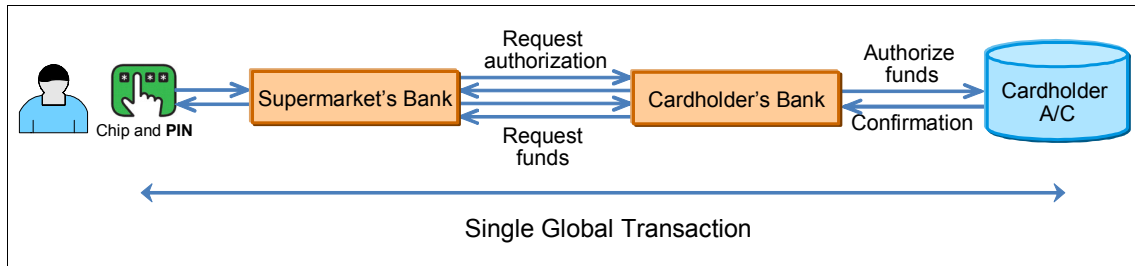 Request
authorization
Authorize
funds
Supermarket's Bank
Cardholder's Bank
Cardholder
A/C
Chip and PIN
Confirmation
Request
funds
Single Global Transaction